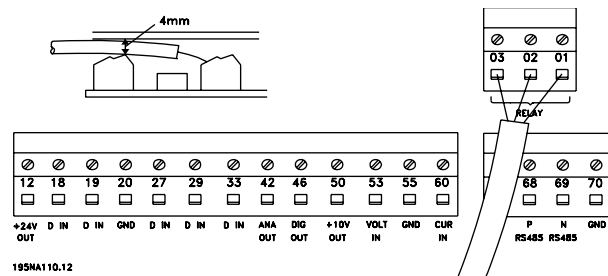 4mm
03 02 01
RELAY
12 18 19 20 27 29 33 42 46 50 53 55 60 68 69 70
+24V OUT D IN D IN GND D IN D IN D IN ANA OUT DIG OUT +10V OUT VOLT IN GND CUR IN P RS485 N RS485 GND
195NA110.12